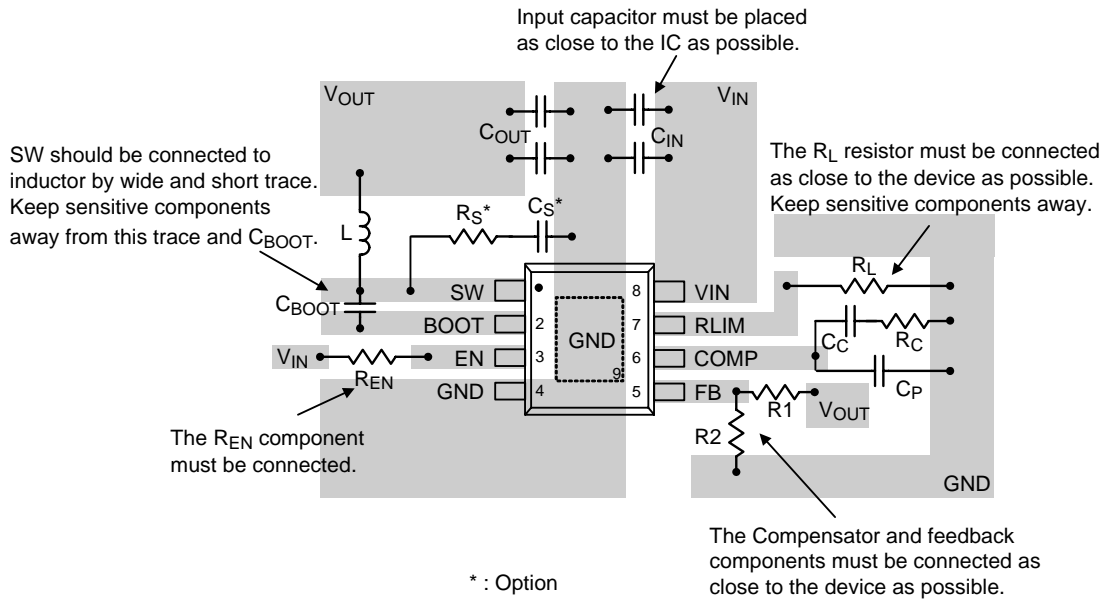 Input capacitor must be placed
as close to the IC as possible.
VOUT
VIN
COUT
CIN
SW should be connected to
inductor by wide and short trace.
Keep sensitive components
away from this trace and CBOOT.
The RL resistor must be connected
as close to the device as possible.
Keep sensitive components away.
L
RS*
CS*
RL
CBOOT
SW
8
VIN
BOOT
2
7
RLIM
CC
RC
GND
VIN
EN
3
6
COMP
REN
CP
GND
4
9
5
FB
R1
VOUT
R2
The REN component
must be connected.
GND
The Compensator and feedback
components must be connected as
close to the device as possible.
* : Option